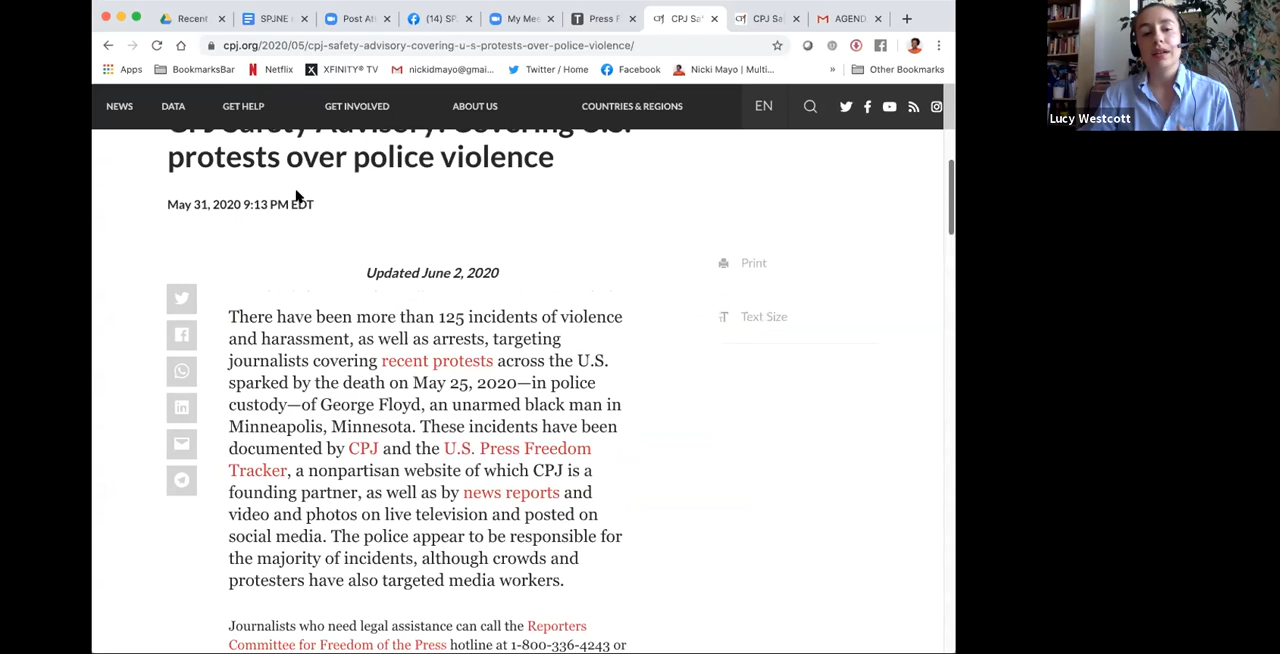 Recent
SPJNE
Post At
(14) SP
My Mee
Press F
CPJ Sa
CPJ Sa
AGEND
cpj.org/2020/05/cpj-safety-advisory-covering-u-s-protests-over-police-violence/
Apps
BookmarksBar
Netflix
XFINITY® TV
nickidmayo@gmai...
Twitter / Home
Facebook
Nicki Mayo | Multi...
»
Other Bookmarks
NEWS
DATA
GET HELP
GET INVOLVED
ABOUT US
COUNTRIES & REGIONS
EN
CPJ Safety Advisory: Covering U.S.
protests over police violence
May 31, 2020 9:13 PM EDT
Updated June 2, 2020
Print
Text Size
There have been more than 125 incidents of violence
and harassment, as well as arrests, targeting
journalists covering recent protests across the U.S.
sparked by the death on May 25, 2020—in police
custody—of George Floyd, an unarmed black man in
Minneapolis, Minnesota. These incidents have been
documented by CPJ and the U.S. Press Freedom
Tracker, a nonpartisan website of which CPJ is a
founding partner, as well as by news reports and
video and photos on live television and posted on
social media. The police appear to be responsible for
the majority of incidents, although crowds and
protesters have also targeted media workers.
Journalists who need legal assistance can call the Reporters
Committee for Freedom of the Press hotline at 1-800-336-4243 or
Lucy Westcott